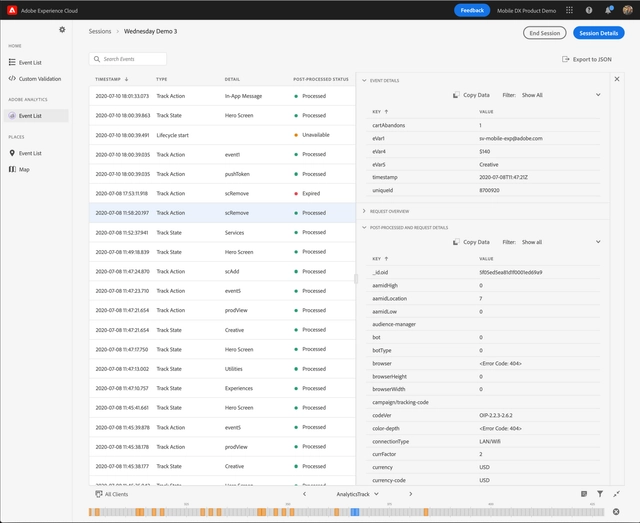 Adobe Experience Cloud
Feedback
Mobile DX Product Demo
Sessions
Wednesday Demo 3
End Session
Session Details
HOME
Event List
Custom Validation
ADOBE ANALYTICS
Event List
PLACES
Event List
Map
Search Events
Export to JSON
TIMESTAMP TYPE DETAIL POST-PROCESSED STATUS
2020-07-10 18:01:33.073 Track Action In-App Message Processed
2020-07-10 18:00:39.863 Track State Hero Screen Processed
2020-07-10 18:00:39.491 Lifecycle start Unavailable
2020-07-10 18:00:39.035 Track Action event1 Processed
2020-07-10 18:00:39.035 Track Action pushToken Processed
2020-07-08 17:53:11.918 Track Action scRemove Expired
2020-07-08 11:58:20.197 Track Action scRemove Processed
2020-07-08 11:52:37.941 Track State Services Processed
2020-07-08 11:49:18.839 Track State Hero Screen Processed
2020-07-08 11:47:24.870 Track Action scAdd Processed
2020-07-08 11:47:23.710 Track Action event5 Processed
2020-07-08 11:47:21.654 Track Action prodView Processed
2020-07-08 11:47:21.654 Track State Creative Processed
2020-07-08 11:47:17.750 Track State Hero Screen Processed
2020-07-08 11:47:13.002 Track State Utilities Processed
2020-07-08 11:47:10.757 Track State Experiences Processed
2020-07-08 11:45:41.661 Track State Hero Screen Processed
2020-07-08 11:45:39.878 Track Action event5 Processed
2020-07-08 11:45:38.178 Track Action prodView Processed
2020-07-08 11:45:38.177 Track State Creative Processed
EVENT DETAILS
Copy Data Filter: Show All
KEY VALUE
cartAbandons 1
eVar1 sv-mobile-exp@adobe.com
eVar4 $140
eVar5 Creative
timestamp 2020-07-08T11:47:21Z
uniqueId 8700920
REQUEST OVERVIEW
POST-PROCESSED AND REQUEST DETAILS
Copy Data Filter: Show all
KEY VALUE
aamidHigh 0
aamidLocation 7
aamidLow 0
audience-manager
bot 0
botType 0
browser <Error Code: 404>
browserHeight 0
browserWidth 0
campaign/tracking-code
codeVer OIP-2.2.3-2.6.2
color-depth <Error Code: 404>
connectionType LAN/Wifi
currFactor 2
currency USD
currency-code USD
All Clients
AnalyticsTrack